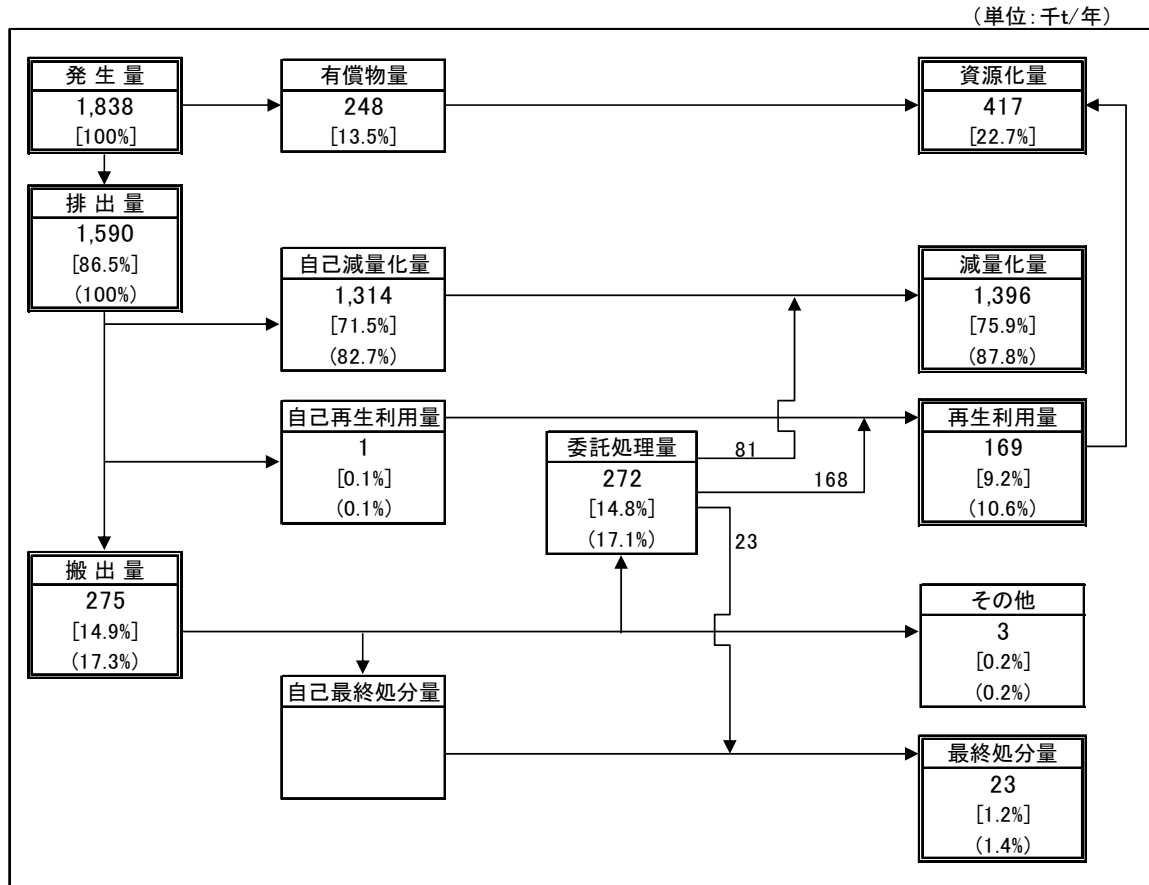 （単位：千t/年）
発 生 量
1,838
[100%]
有償物量
248
[13.5%]
資源化量
417
[22.7%]
排 出 量
1,590
[86.5%]
(100%)
自己減量化量
1,314
[71.5%]
(82.7%)
減量化量
1,396
[75.9%]
(87.8%)
自己再生利用量
1
[0.1%]
(0.1%)
委託処理量
272
[14.8%]
(17.1%)
81
168
23
再生利用量
169
[9.2%]
(10.6%)
搬 出 量
275
[14.9%]
(17.3%)
その他
3
[0.2%]
(0.2%)
自己最終処分量
最終処分量
23
[1.2%]
(1.4%)